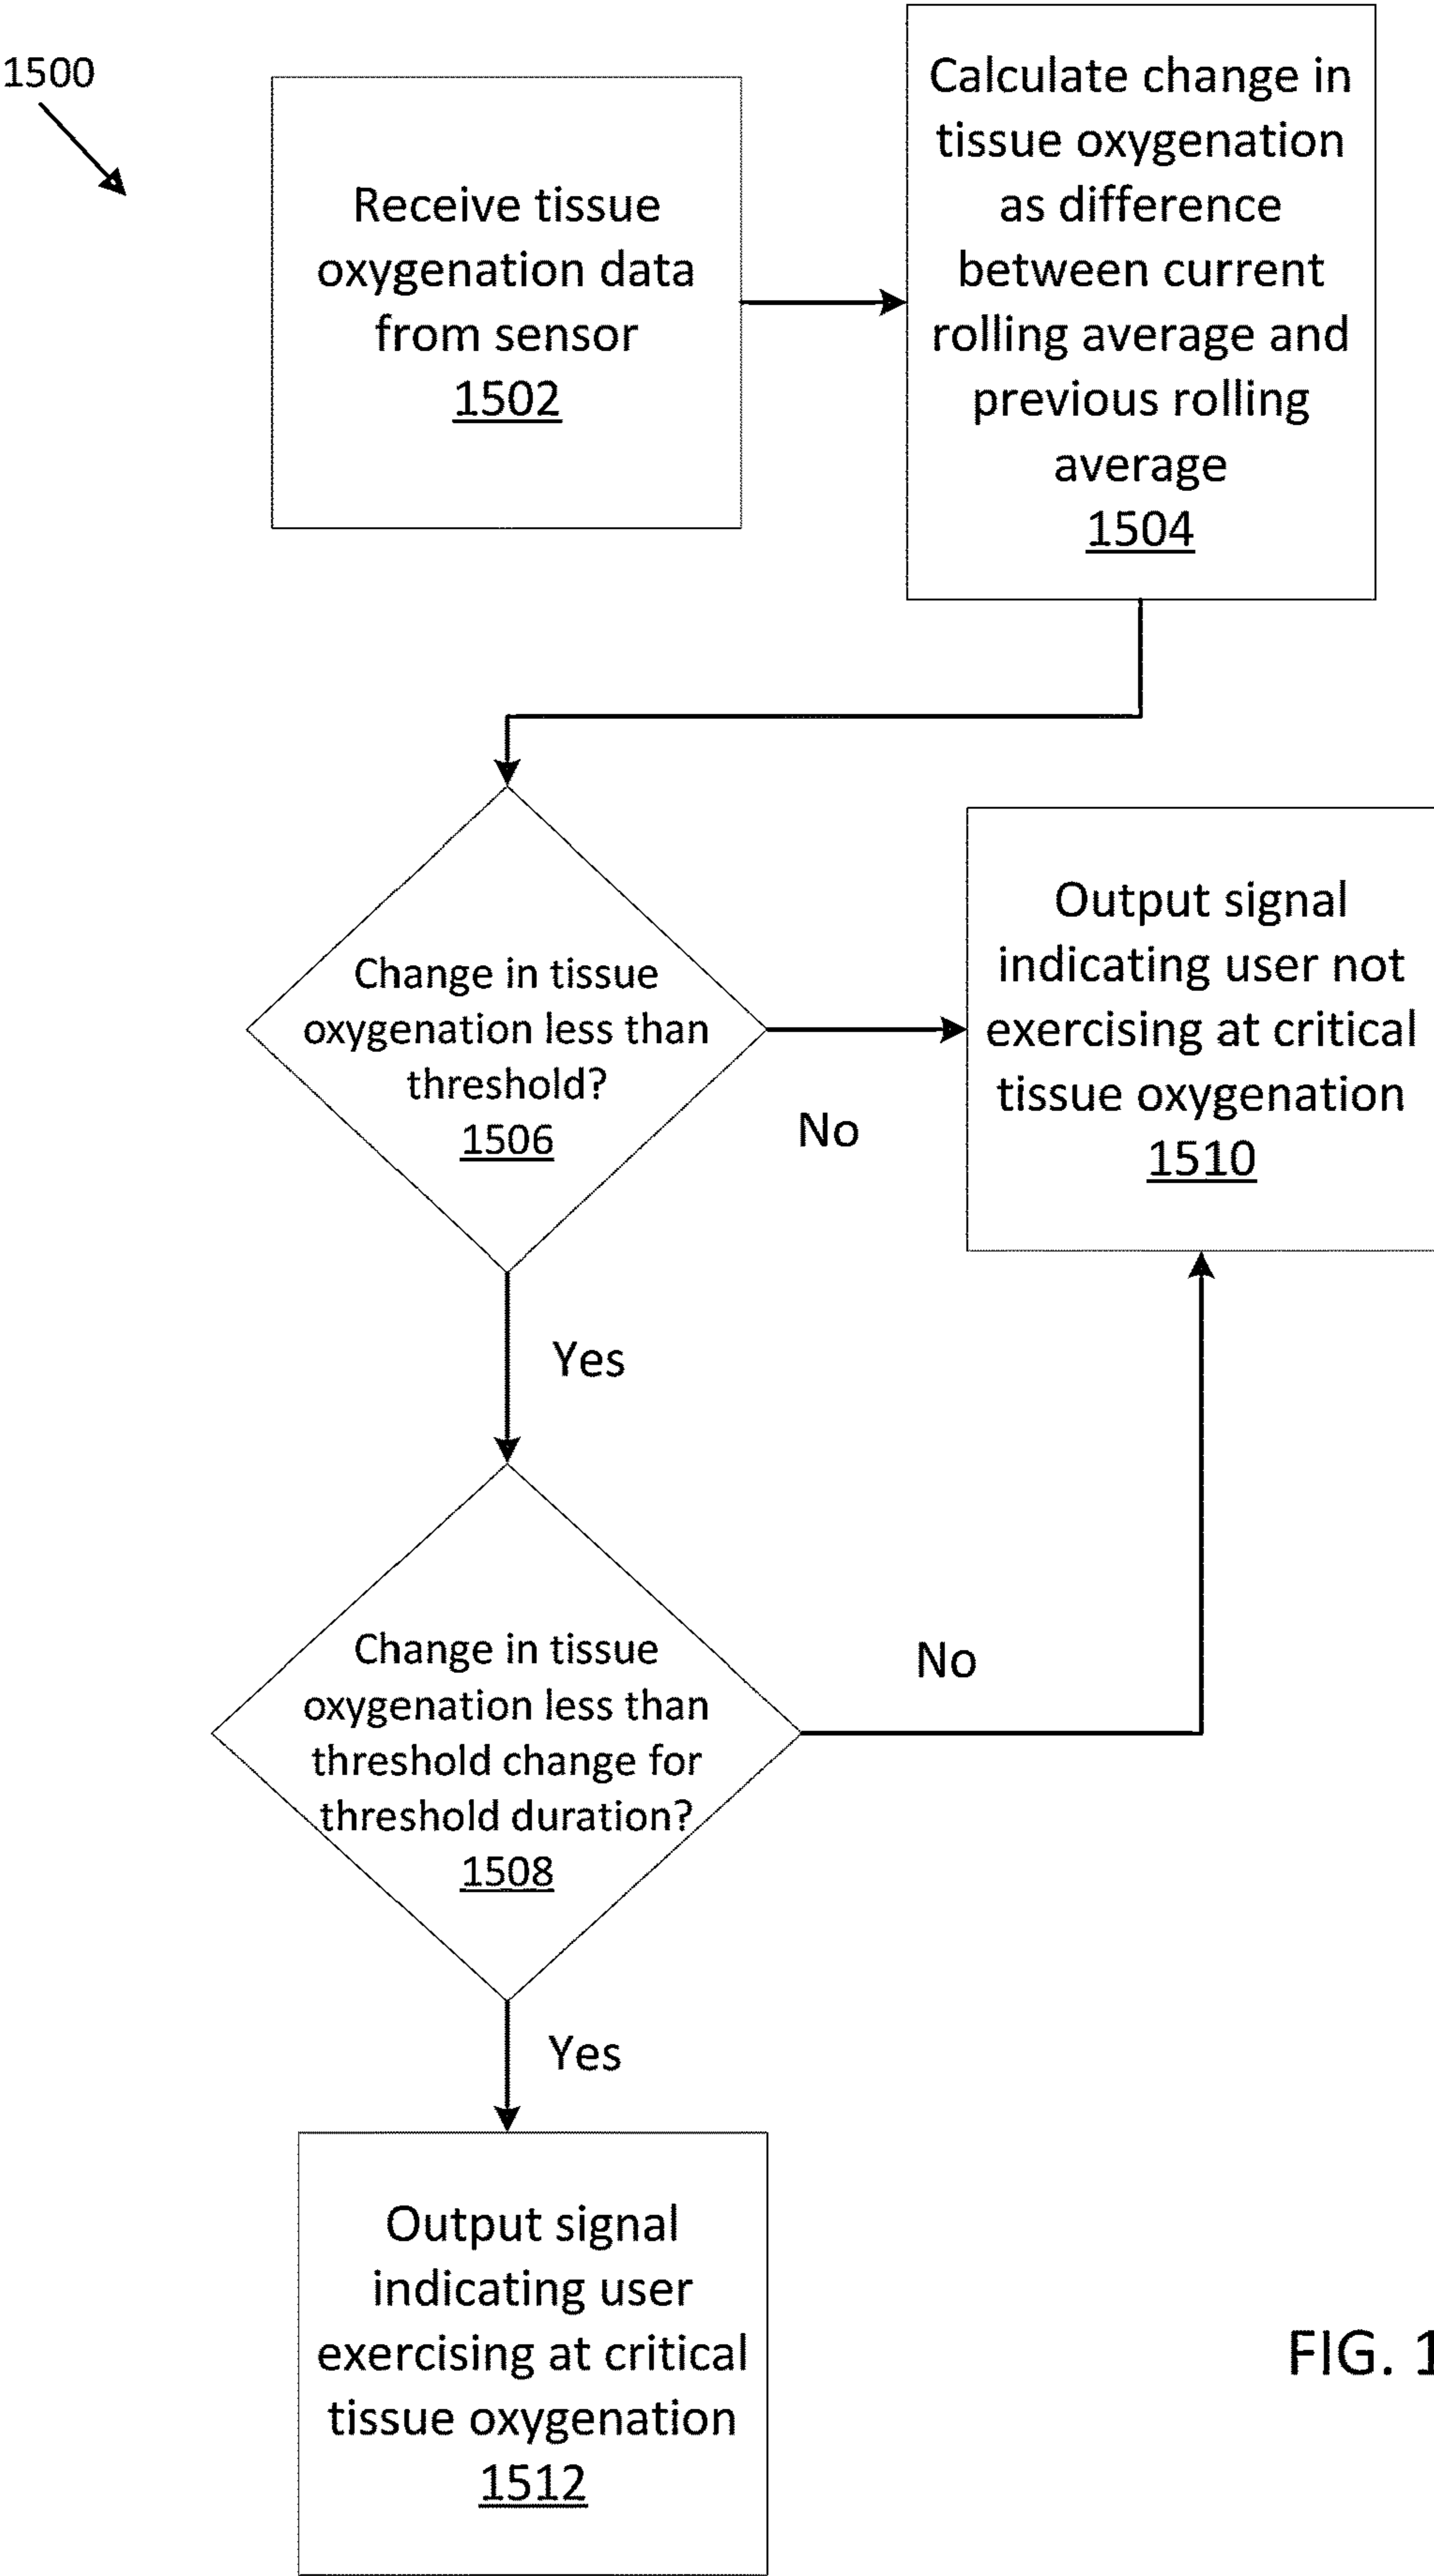 1500
Receive tissue
oxygenation data
from sensor
1502
Calculate change in
tissue oxygenation
as difference
between current
rolling average and
previous rolling
average
1504
Change in tissue
oxygenation less than
threshold?
1506
No
Output signal
indicating user not
exercising at critical
tissue oxygenation
1510
Yes
Change in tissue
oxygenation less than
threshold change for
threshold duration?
1508
No
Yes
Output signal
indicating user
exercising at critical
tissue oxygenation
1512
FIG. 1